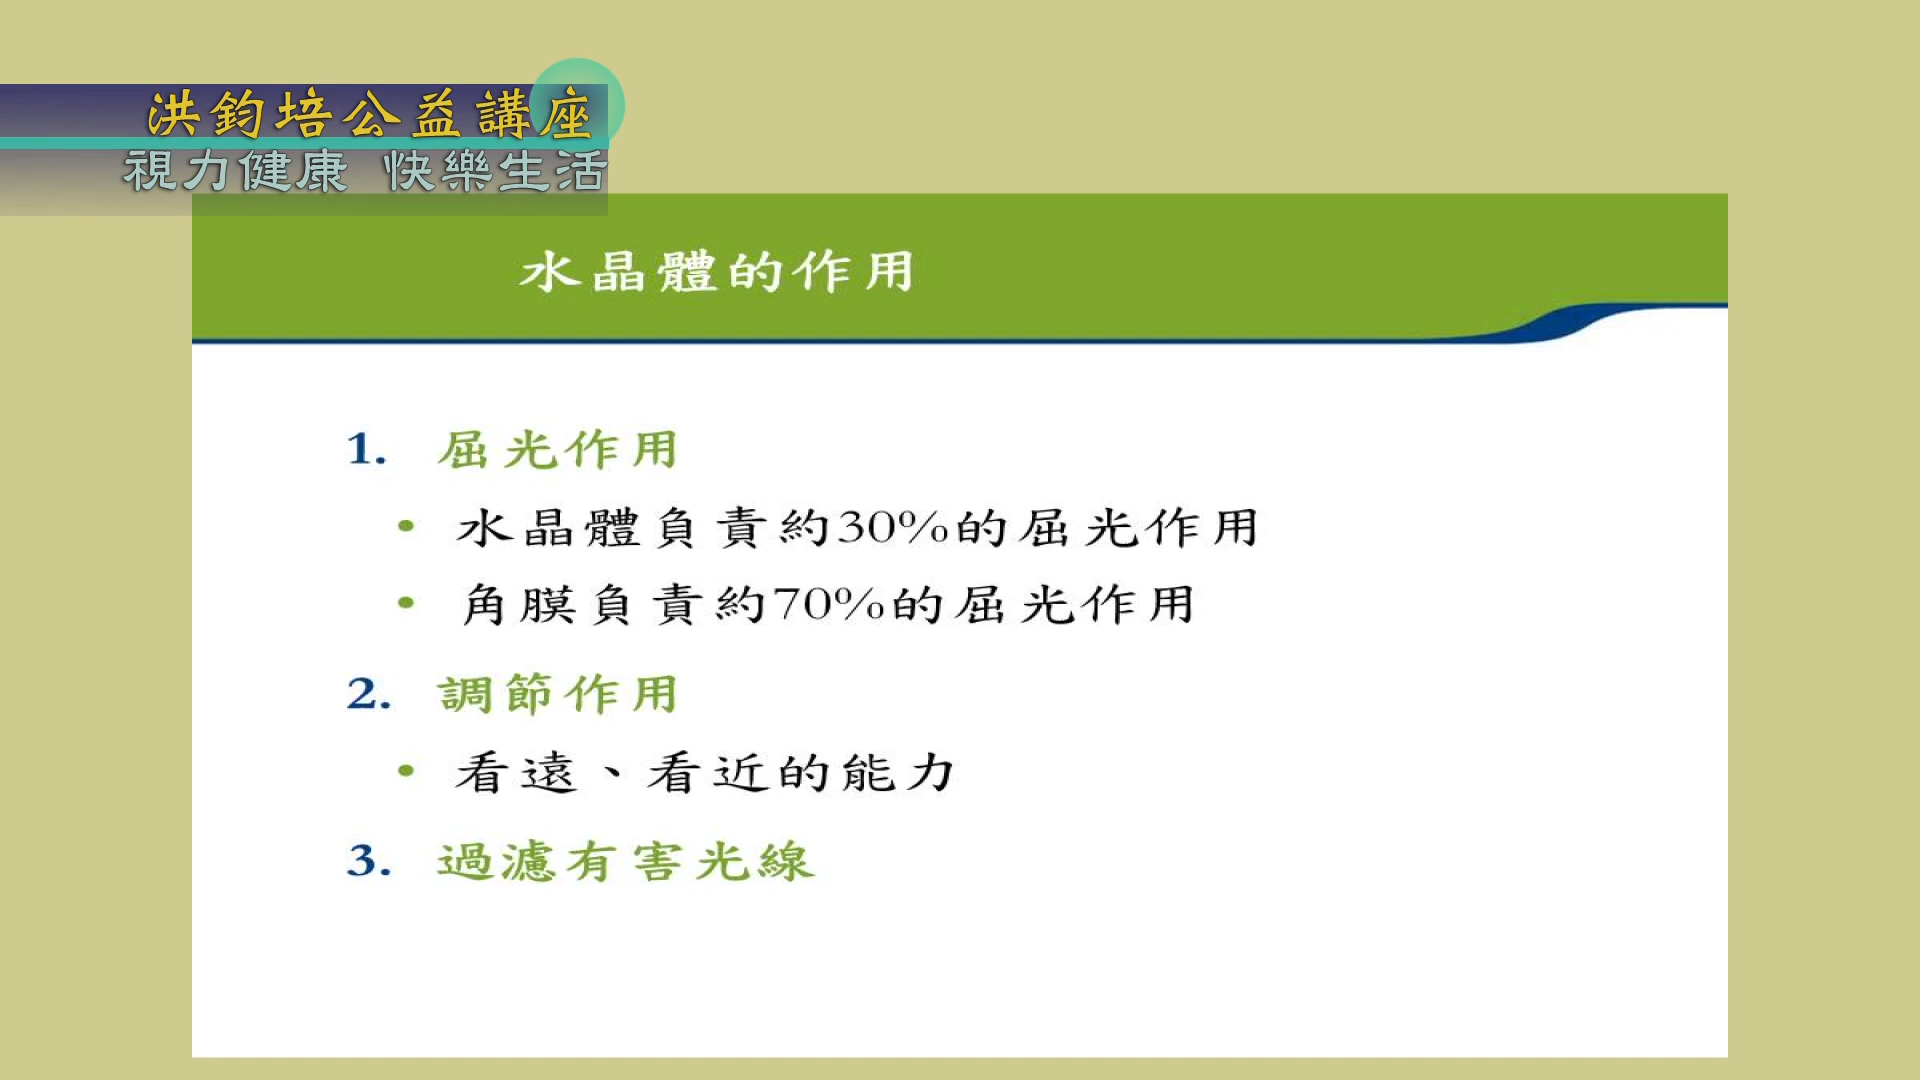 洪鈞培公益講座
視力健康 快樂生活
水晶體的作用
1. 屈光作用
• 水晶體負責約30%的屈光作用
• 角膜負責約70%的屈光作用
2. 調節作用
• 看遠、看近的能力
3. 過濾有害光線